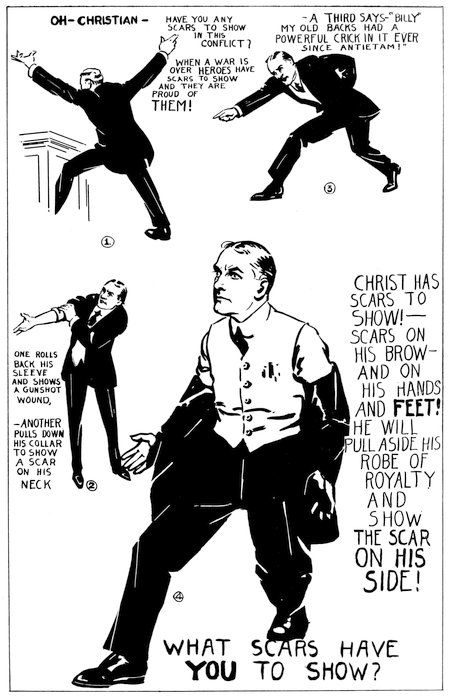 OH-CHRISTIAN-
HAVE YOU ANY
SCARS TO SHOW
IN THIS
CONFLICT?
WHEN A WAR IS
OVER HEROES HAVE
SCARS TO SHOW
AND THEY ARE
PROUD OF
THEM!
①
-A THIRD SAYS-"BILLY"
MY OLD BACKS HAD A
POWERFUL CRICK IN IT EVER
SINCE ANTIETAM!"
③
ONE ROLLS
BACK HIS
SLEEVE
AND SHOWS
A GUNSHOT
WOUND,
-ANOTHER
PULLS DOWN
HIS COLLAR
TO SHOW
A SCAR
ON HIS
NECK
②
CHRIST HAS
SCARS TO
SHOW!—
SCARS ON
HIS BROW-
AND ON
HIS HANDS
AND FEET!
HE WILL
PULL ASIDE HIS
ROBE OF
ROYALTY
AND
SHOW
THE SCAR
ON HIS
SIDE!
④
WHAT SCARS HAVE
YOU TO SHOW?